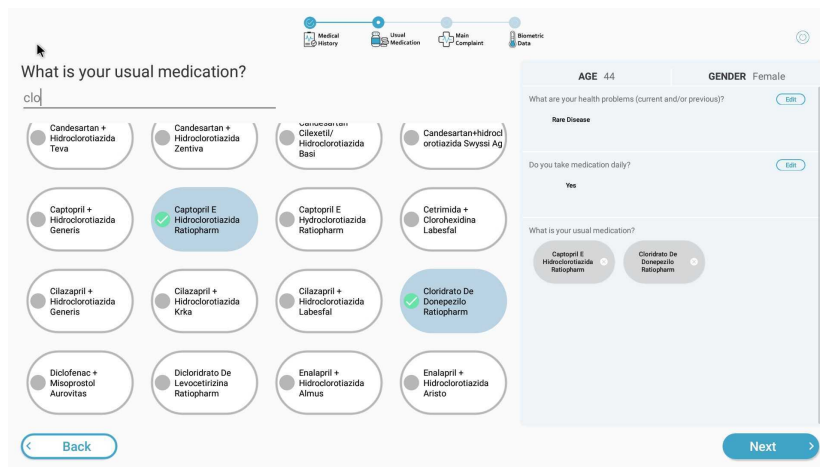 Medical
History
Usual
Medication
Main
Complaint
Biometric
Data
What is your usual medication?
clo
Candesartan +
Hidroclorotiazida
Teva
Candesartan +
Hidroclorotiazida
Zentiva
Candesartan
Cilexetil/
Hidroclorotiazida
Basi
Candesartan+hidrocl
orotiazida Swyssi Ag
Captopril +
Hidroclorotiazida
Generis
Captopril E
Hidroclorotiazida
Ratiopharm
Captopril E
Hydroclorotiazida
Ratiopharm
Cetrimida +
Clorohexidina
Labesfal
Cilazapril +
Hidroclorotiazida
Generis
Cilazapril +
Hidroclorotiazida
Krka
Cilazapril +
Hidroclorotiazida
Labesfal
Cloridrato De
Donepezilo
Ratiopharm
Diclofenac +
Misoprostol
Aurovitas
Dicloridrato De
Levocetirizina
Ratiopharm
Enalapril +
Hidroclorotiazida
Almus
Enalapril +
Hidroclorotiazida
Aristo
AGE 44 GENDER Female
What are your health problems (current and/or previous)?
Edit
Rare Disease
Do you take medication daily?
Edit
Yes
What is your usual medication?
Captopril E
Hidroclorotiazida
Ratiopharm
Cloridrato De
Donepezilo
Ratiopharm
Back
Next